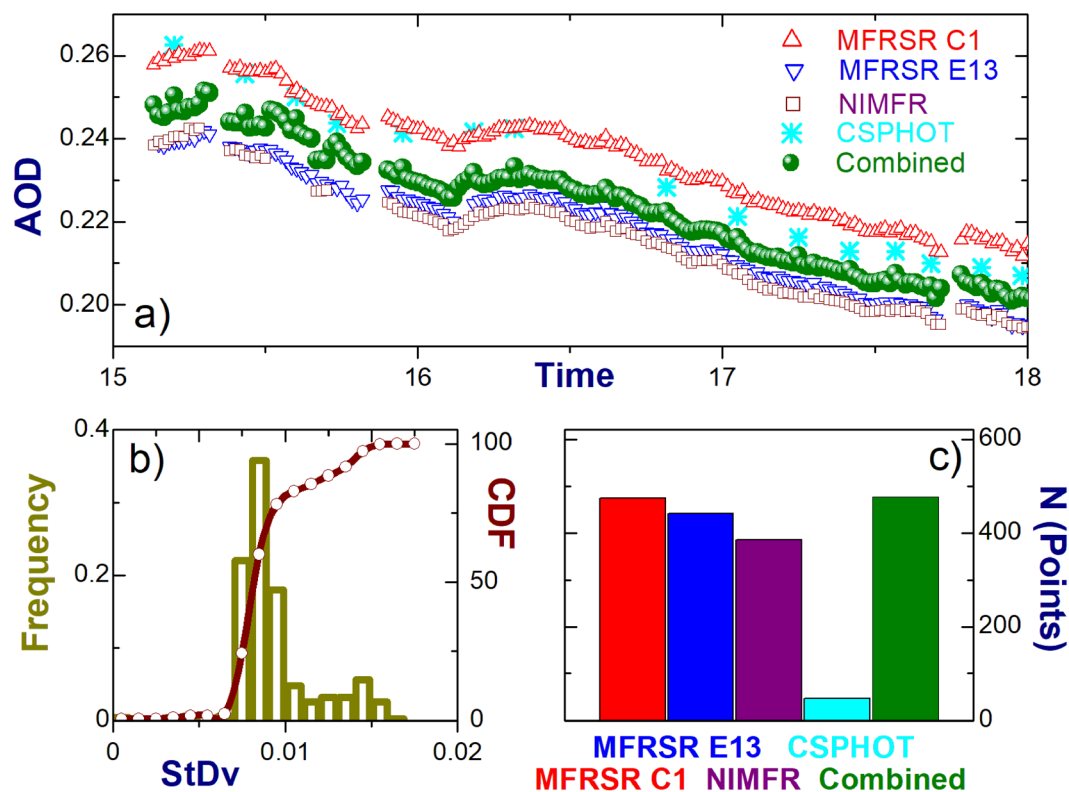 0.26
0.24
0.22
0.20
AOD
MFRSR C1
MFRSR E13
NIMFR
CSPHOT
Combined
a)
15
16
17
18
Time
0.4
0.2
0
Frequency
b)
100
50
0
CDF
0
0.01
0.02
StDv
c)
600
400
200
0
N (Points)
MFRSR E13 CSPHOT
MFRSR C1 NIMFR Combined